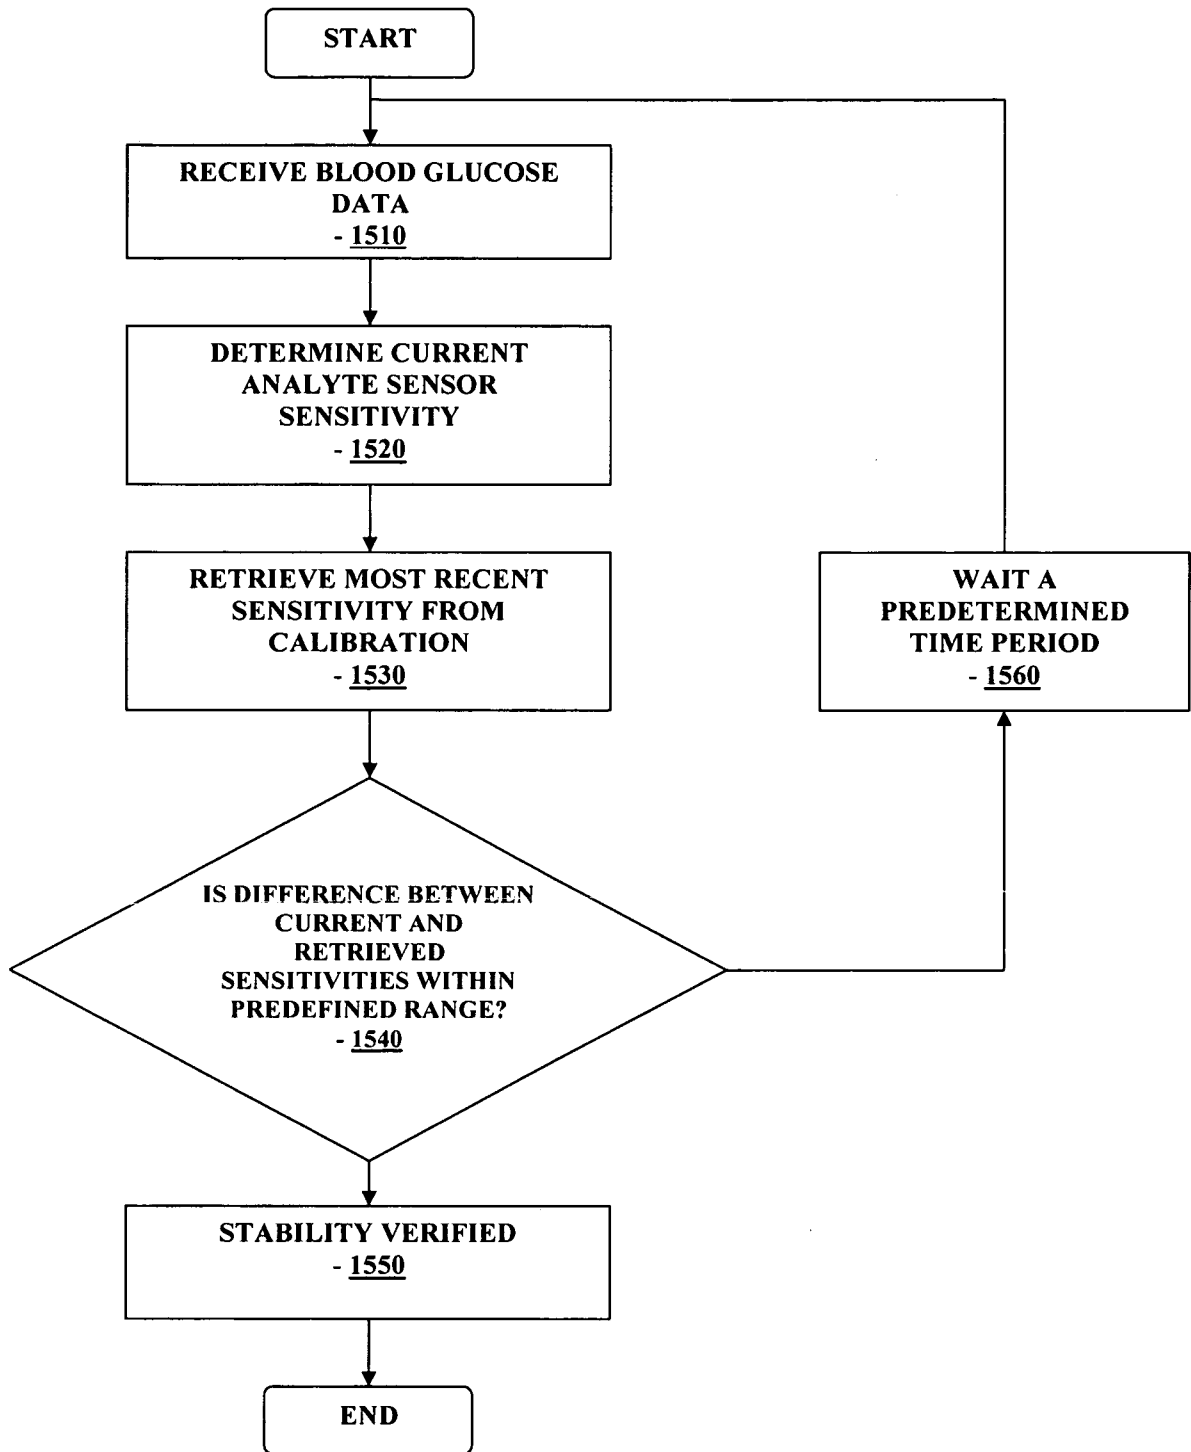 START
RECEIVE BLOOD GLUCOSE
DATA
- 1510
DETERMINE CURRENT
ANALYTE SENSOR
SENSITIVITY
- 1520
RETRIEVE MOST RECENT
SENSITIVITY FROM
CALIBRATION
- 1530
WAIT A
PREDETERMINED
TIME PERIOD
- 1560
IS DIFFERENCE BETWEEN
CURRENT AND
RETRIEVED
SENSITIVITIES WITHIN
PREDEFINED RANGE?
- 1540
STABILITY VERIFIED
- 1550
END